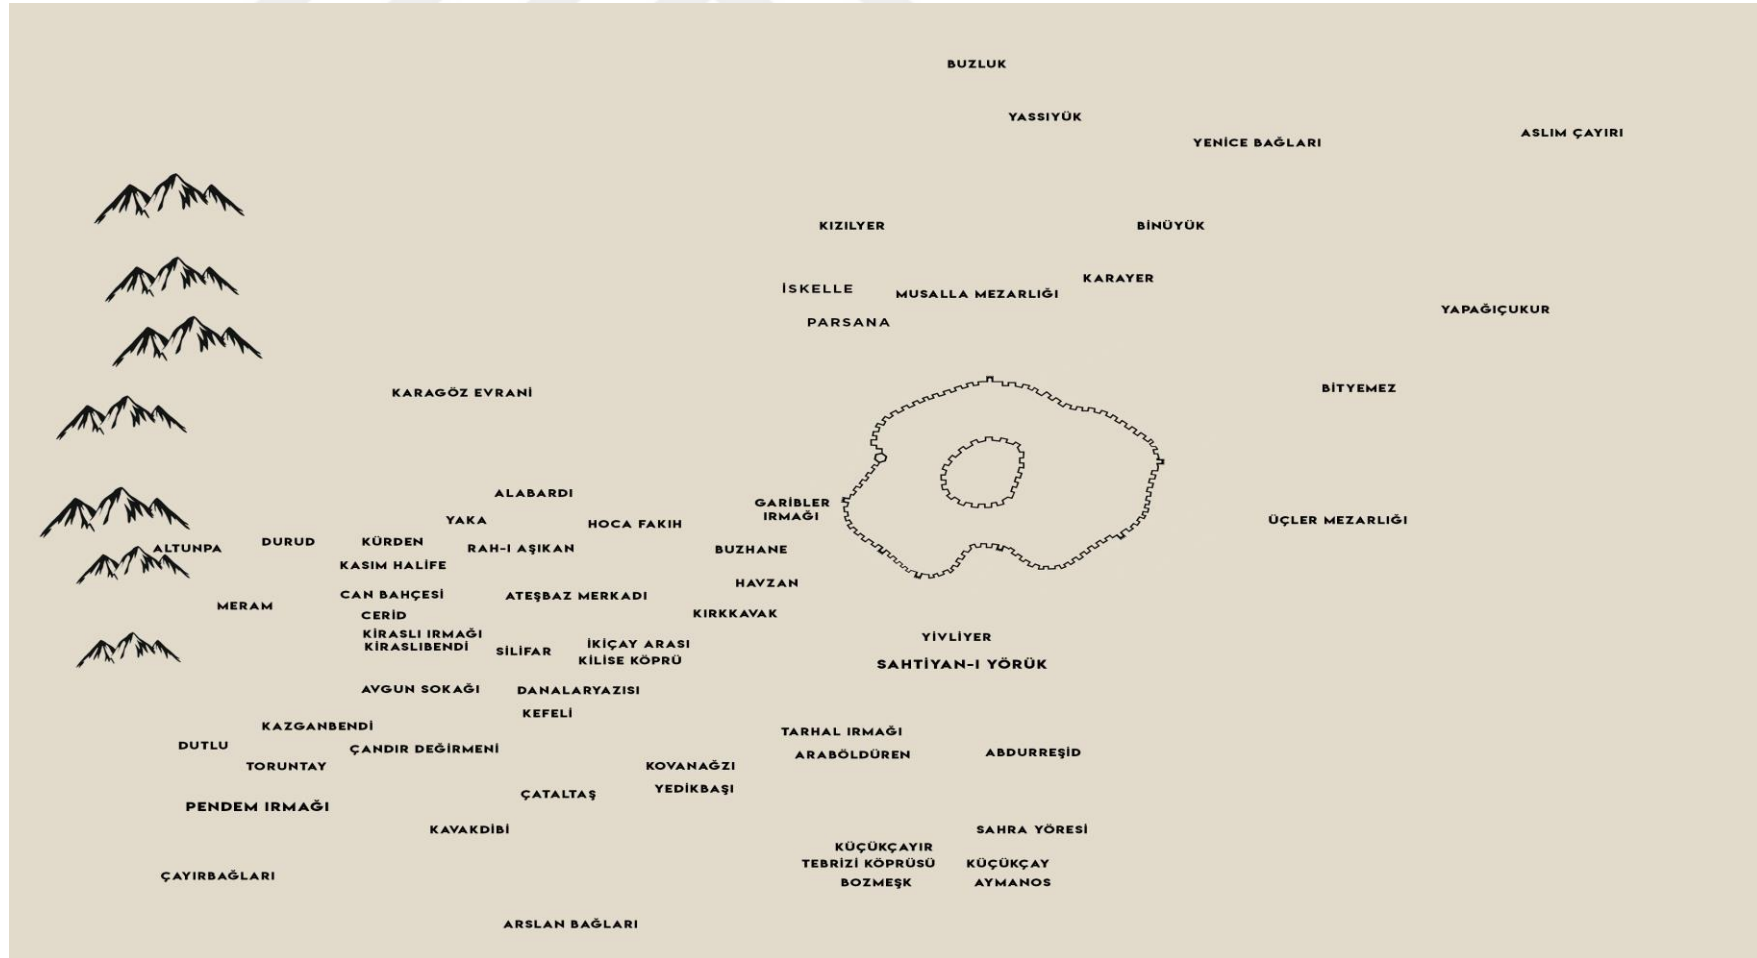 BUZLUK
YASSIYÜK
ASLIM ÇAYIRI
YENİCE BAĞLARI
KIZILYER
BİNÜYÜK
KARAYER
İSKELLE
MUSALLA MEZARLIĞI
YAPAĞIÇUKUR
PARSANA
BİTYEMEZ
KARAGÖZ EVRANİ
ALABARDI
GARİBLER
IRMAĞI
YAKA
HOCA FAKIH
ÜÇLER MEZARLIĞI
DURUD
KÜRDEN
ALTUNPA
RAH-I AŞIKAN
BUZHANE
KASIM HALİFE
HAVZAN
CAN BAHÇESİ
ATEŞBAZ MERKADI
MERAM
CERİD
KIRKKAVAK
KİRASLI IRMAĞI
KİRASLIBENDİ
YİVLİYER
İKİÇAY ARASI
SİLİFAR
KİLİSE KÖPRÜ
SAHTİYAN-I YÖRÜK
AVGUN SOKAĞI
DANALARYAZISI
KEFELİ
KAZGANBENDİ
TARHAL IRMAĞI
DUTLU
ÇANDIR DEĞİRMENİ
ARABÖLDÜREN
ABDURREŞİD
TORUNTAY
KOVANAĞZI
YEDİKBAŞI
ÇATALTAŞ
PENDEM IRMAĞI
KAVAKDİBİ
SAHRA YÖRESİ
KÜÇÜKÇAYIR
TEBRİZİ KÖPRÜSÜ
KÜÇÜKÇAY
ÇAYIRBAĞLARI
BOZMEŞK
AYMANOS
ARSLAN BAĞLARI